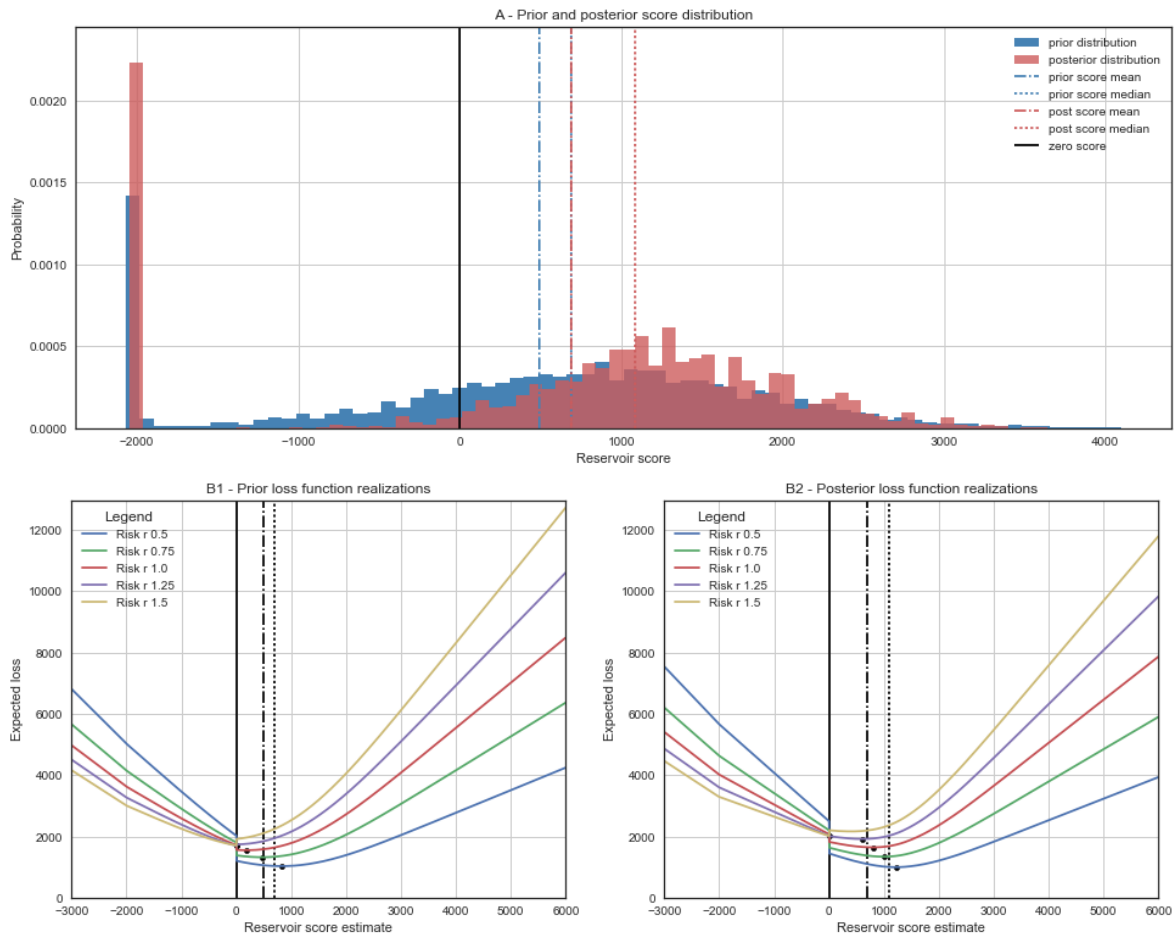 A - Prior and posterior score distribution
prior distribution
posterior distribution
prior score mean
prior score median
post score mean
post score median
zero score
Probability
0.0020
0.0015
0.0010
0.0005
0.0000
−2000 −1000 0 1000 2000 3000 4000
Reservoir score
B1 - Prior loss function realizations
Legend
Risk r 0.5
Risk r 0.75
Risk r 1.0
Risk r 1.25
Risk r 1.5
Expected loss
12000
10000
8000
6000
4000
2000
0
−3000 −2000 −1000 0 1000 2000 3000 4000 5000 6000
Reservoir score estimate
B2 - Posterior loss function realizations
Legend
Risk r 0.5
Risk r 0.75
Risk r 1.0
Risk r 1.25
Risk r 1.5
Expected loss
12000
10000
8000
6000
4000
2000
0
−3000 −2000 −1000 0 1000 2000 3000 4000 5000 6000
Reservoir score estimate